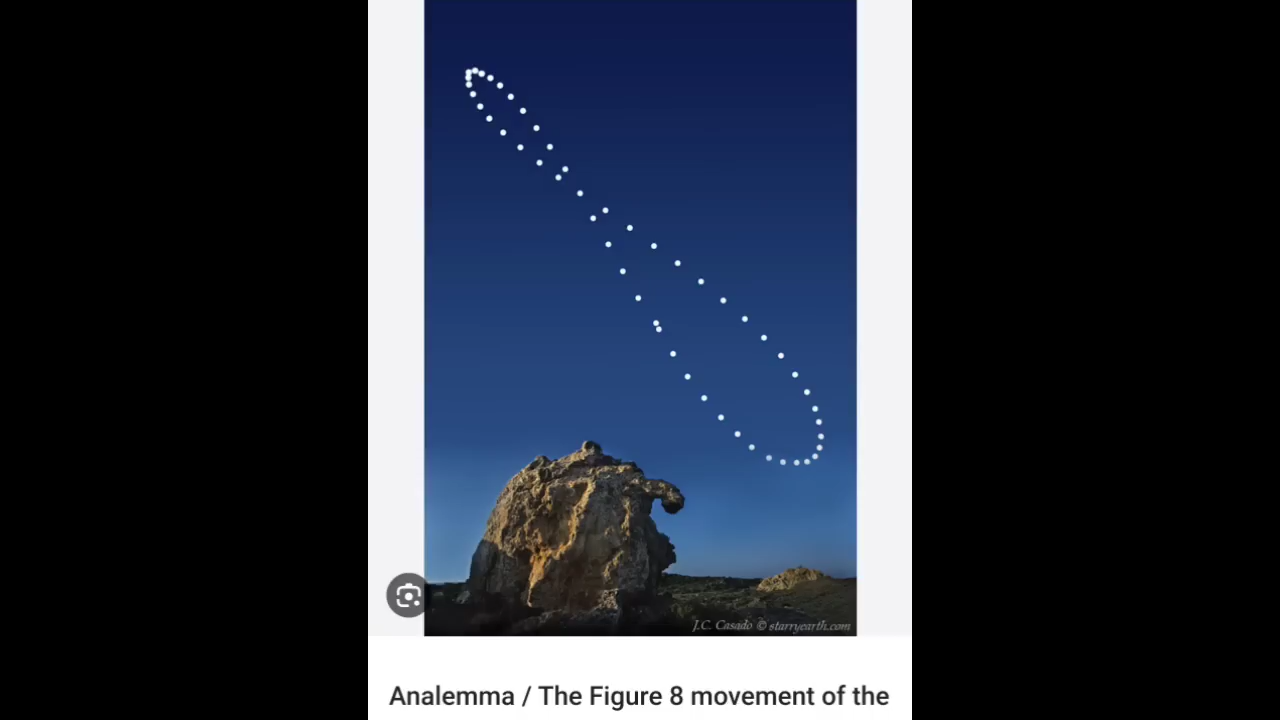 J.C. Casado © starryearth.com
Analemma / The Figure 8 movement of the